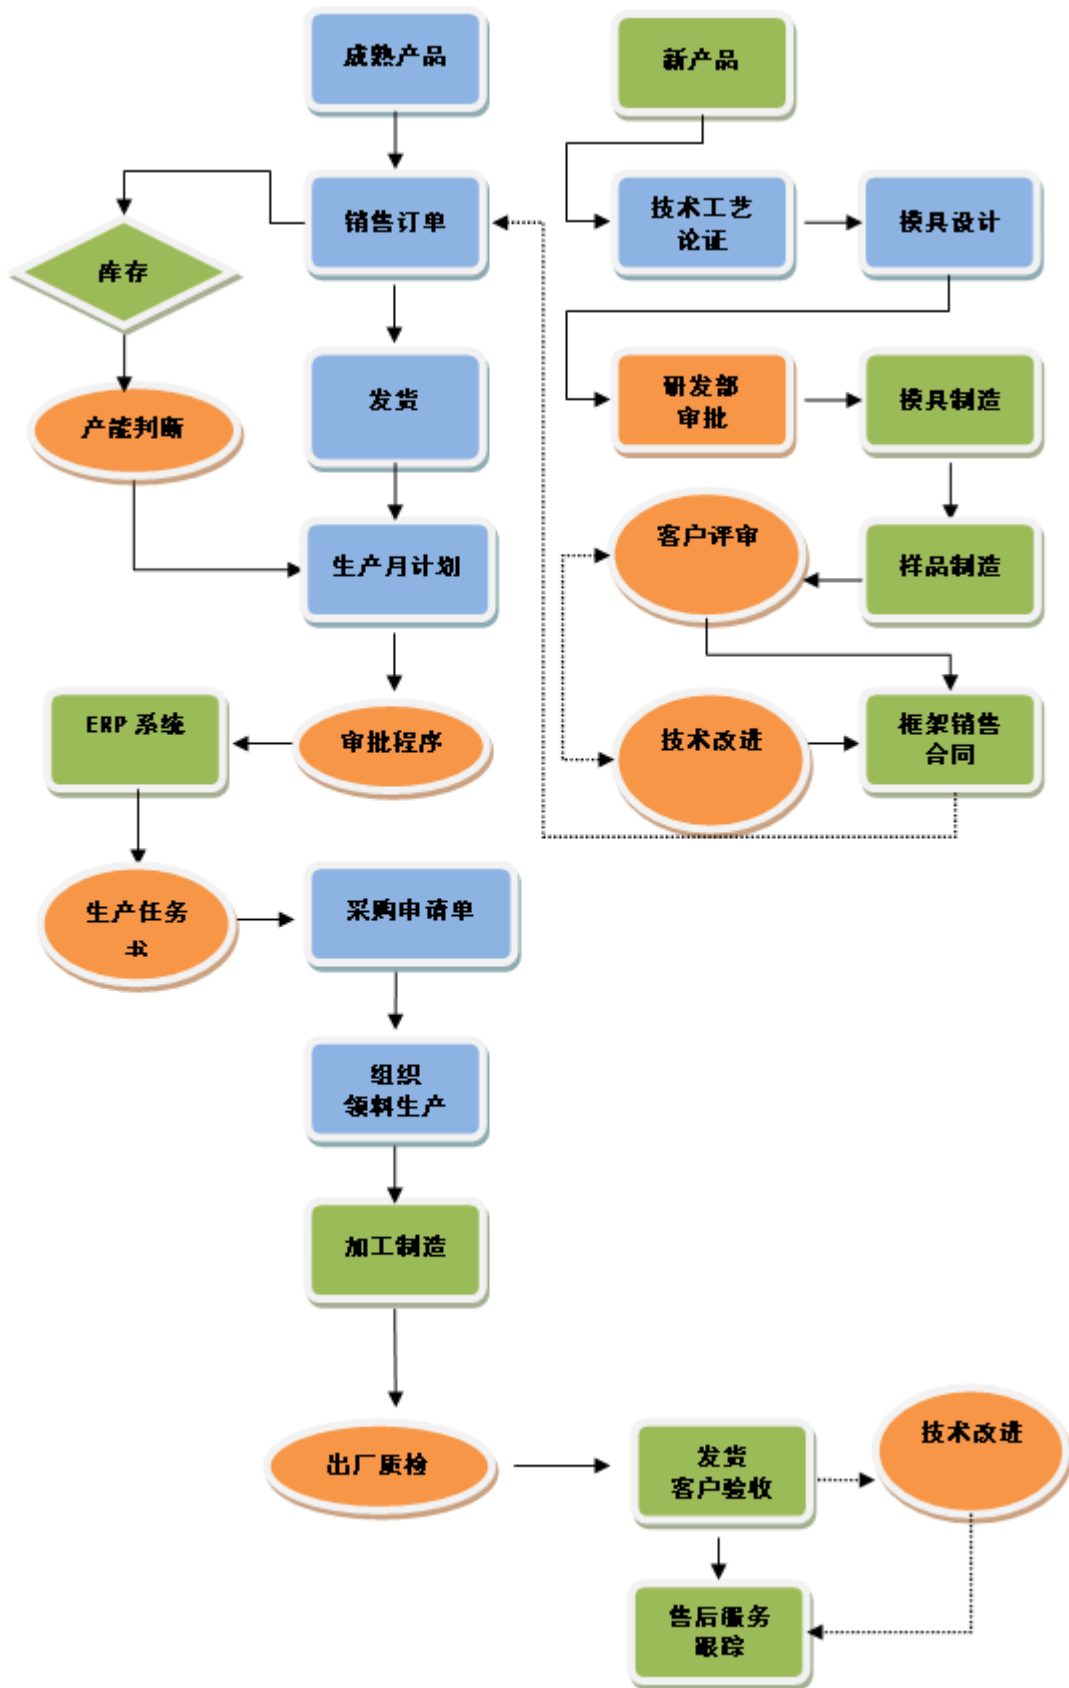 成熟产品
新产品
销售订单
技术工艺
论证
模具设计
库存
发货
研发部
审批
模具制造
产能判断
生产月计划
客户评审
样品制造
ERP 系统
审批程序
技术改进
框架销售
合同
生产任务
书
采购申请单
组织
领料生产
加工制造
出厂质检
发货
客户验收
技术改进
售后服务
跟踪